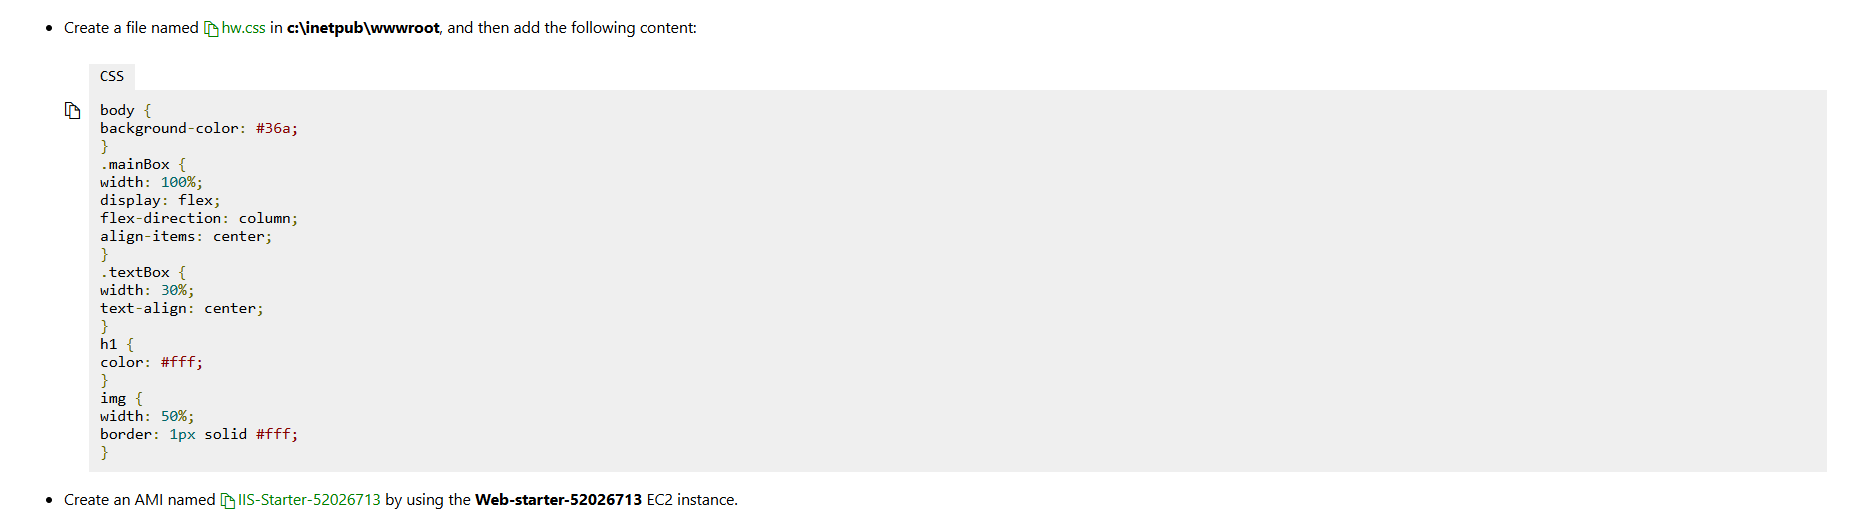 • Create a file named hw.css in c:\inetpub\wwwroot, and then add the following content:
CSS
body {
background-color: #36a;
}
.mainBox {
width: 100%;
display: flex;
flex-direction: column;
align-items: center;
}
.textBox {
width: 30%;
text-align: center;
}
h1 {
color: #fff;
}
img {
width: 50%;
border: 1px solid #fff;
}
• Create an AMI named IIS-Starter-52026713 by using the Web-starter-52026713 EC2 instance.